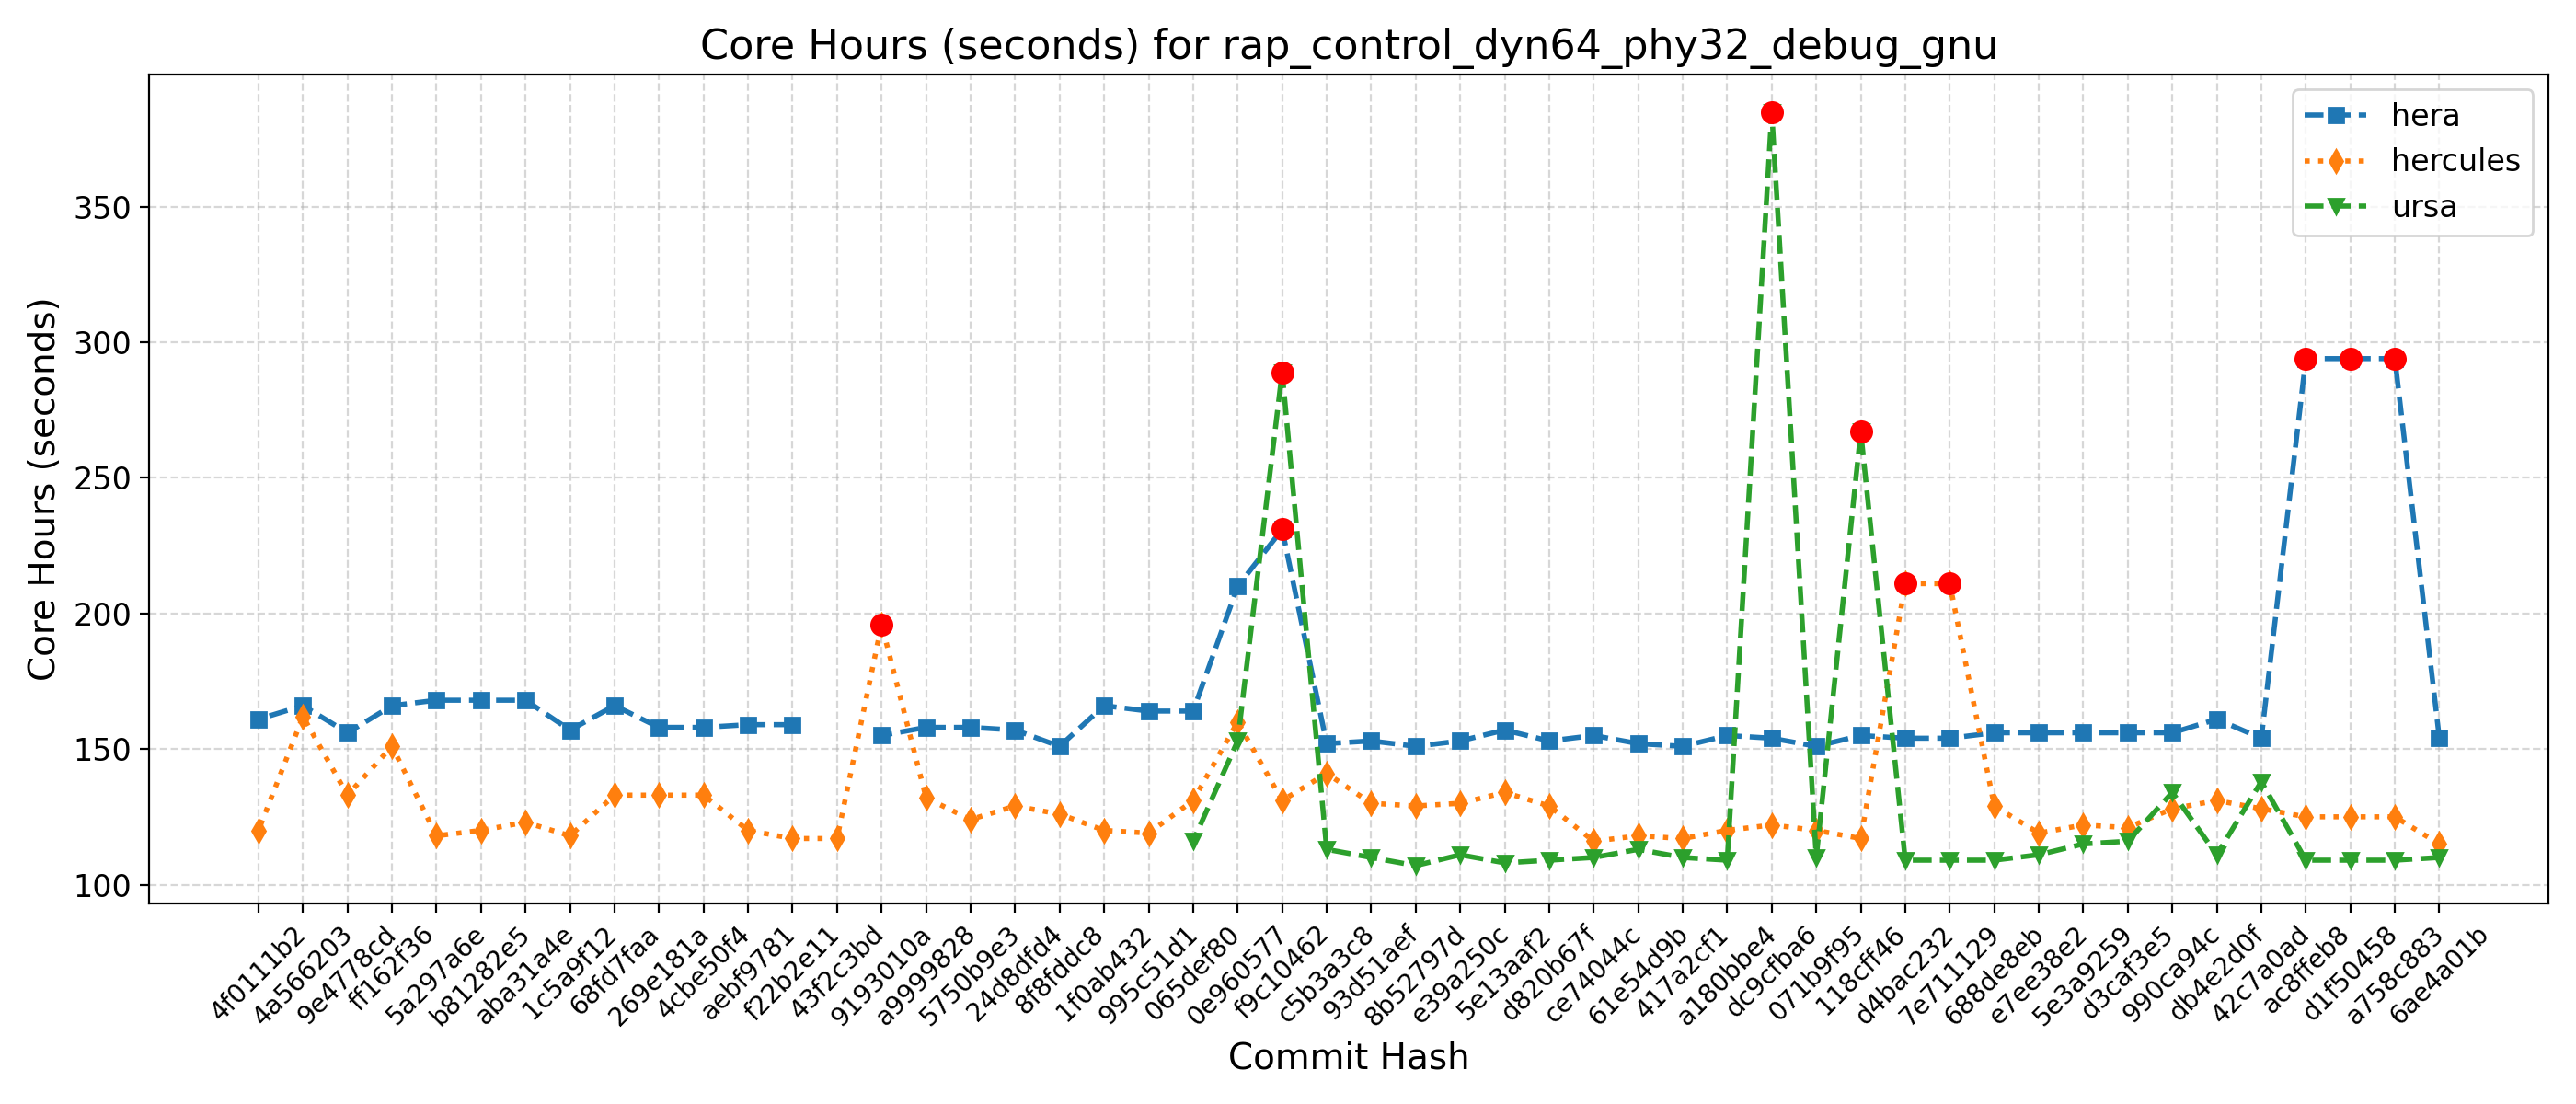 Core Hours (seconds) for rap_control_dyn64_phy32_debug_gnu
hera
hercules
ursa
Core Hours (seconds)
350
300
250
200
150
100
4f0111b2
4a566203
9e4778cd
ff162f36
5a297a6e
b81282e5
aba31a4e
1c5a9f12
68fd7faa
269e181a
4cbe50f4
aebf9781
f22b2e11
43f2c3bd
9193010a
a9999828
5750b9e3
24d8dfd4
8f8fddc8
1f0ab432
995c51d1
065def80
0e960577
f9c10462
c5b3a3c8
93d51aef
8b52797d
e39a250c
5e13aaf2
d820b67f
ce74044c
61e54d9b
417a2cf1
a180bbe4
dc9cfba6
071b9f95
118cff46
d4bac232
7e711129
688de8eb
e7ee38e2
5e3a9259
d3caf3e5
990ca94c
db4e2d0f
42c7a0ad
ac8ffeb8
d1f50458
a758c883
6ae4a01b
Commit Hash